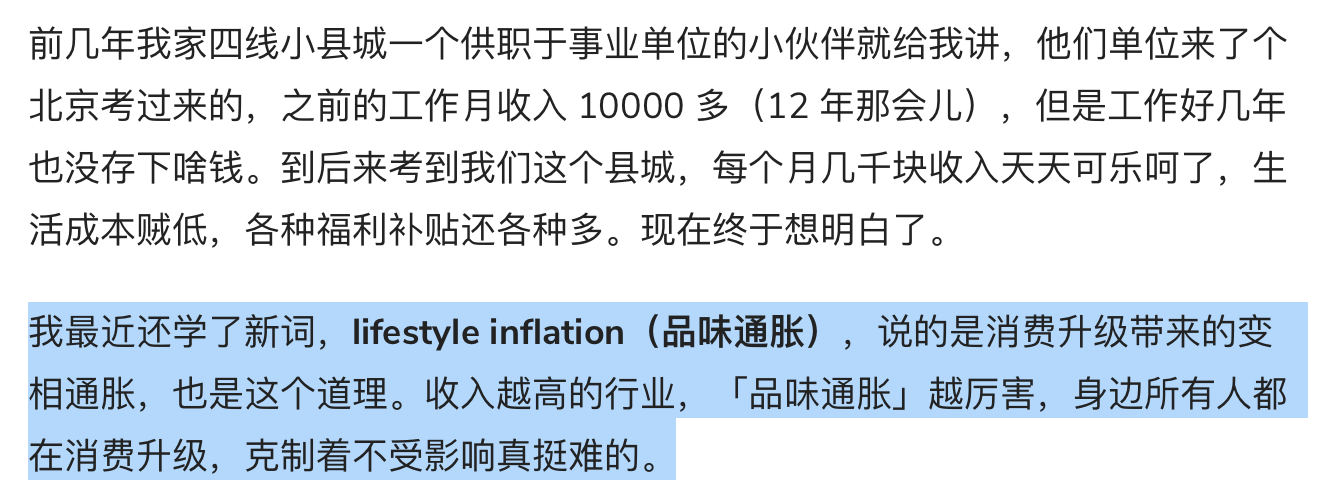 前几年我家四线小县城一个供职于事业单位的小伙伴就给我讲，他们单位来了个
北京考过来的，之前的工作月收入 10000 多（12 年那会儿），但是工作好几年
也没存下啥钱。到后来考到我们这个县城，每个月几千块收入天天可乐呵了，生
活成本贼低，各种福利补贴还各种多。现在终于想明白了。
我最近还学了新词，lifestyle inflation（品味通胀），说的是消费升级带来的变
相通胀，也是这个道理。收入越高的行业，「品味通胀」越厉害，身边所有人都
在消费升级，克制着不受影响真挺难的。